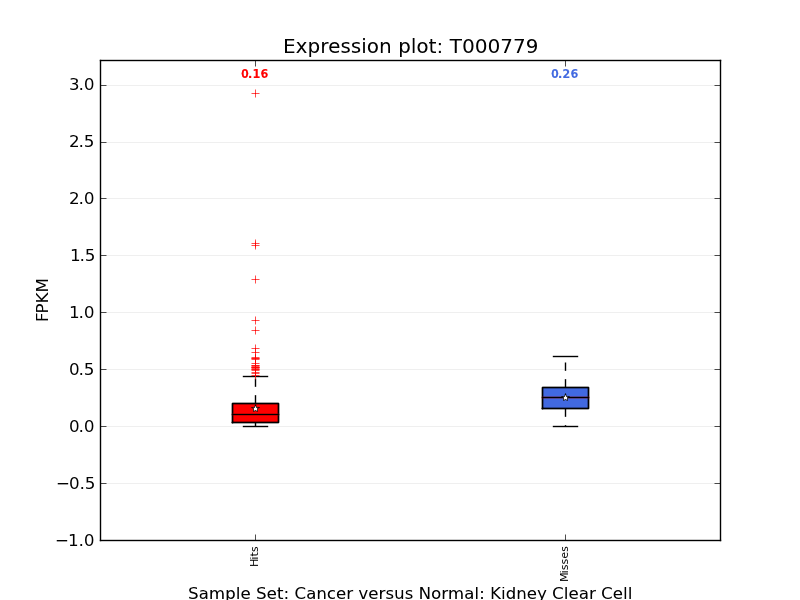 Expression plot: T000779
0.16
0.26
3.0
2.5
2.0
1.5
1.0
0.5
0.0
−0.5
−1.0
FPKM
Hits
Misses
Sample Set: Cancer versus Normal: Kidney Clear Cell